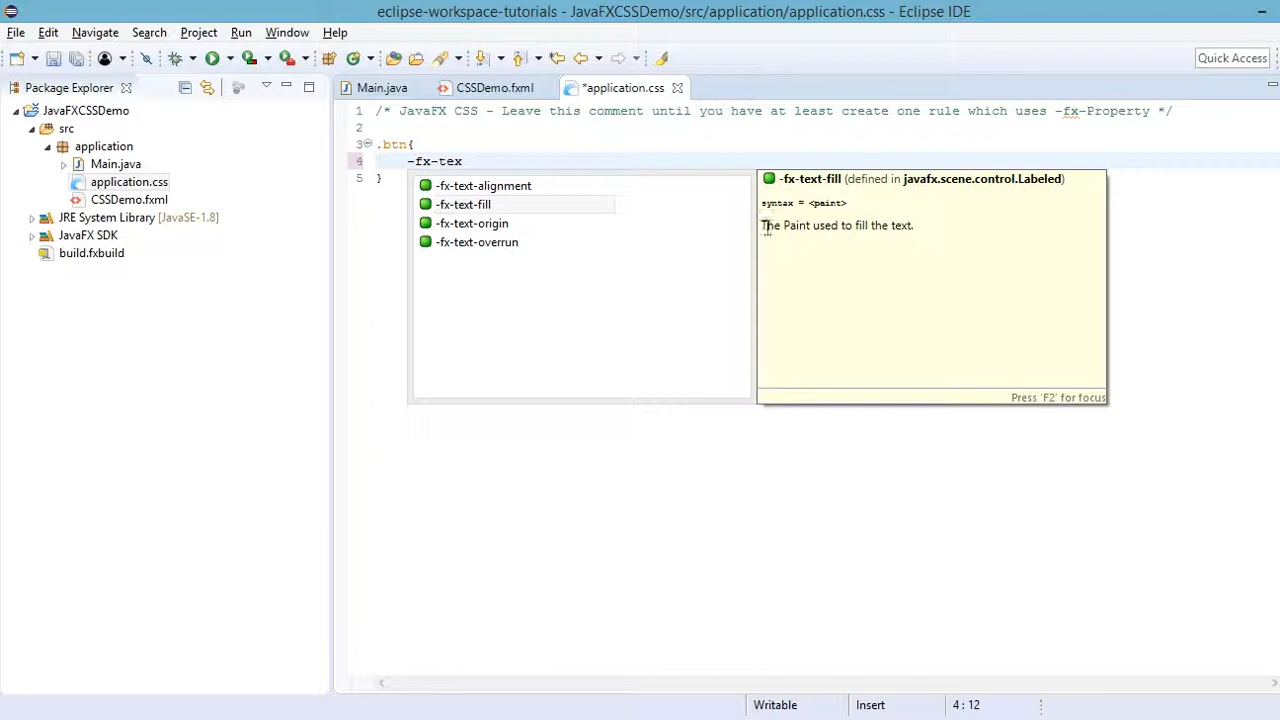 eclipse-workspace-tutorials - JavaFXCSSDemo/src/application/application.css - Eclipse IDE
File Edit Navigate Search Project Run Window Help
Quick Access
Package Explorer
Main.java CSSDemo.fxml *application.css
JavaFXCSSDemo
src
application
Main.java
application.css
CSSDemo.fxml
JRE System Library [JavaSE-1.8]
JavaFX SDK
build.fxbuild
1 /* JavaFX CSS - Leave this comment until you have at least create one rule which uses -fx-Property */
2
3 .btn{
4 -fx-tex
5 }
-fx-text-alignment
-fx-text-fill
-fx-text-origin
-fx-text-overrun
-fx-text-fill (defined in javafx.scene.control.Labeled)
syntax = <paint>
The Paint used to fill the text.
Press 'F2' for focus
Writable Insert 4 : 12